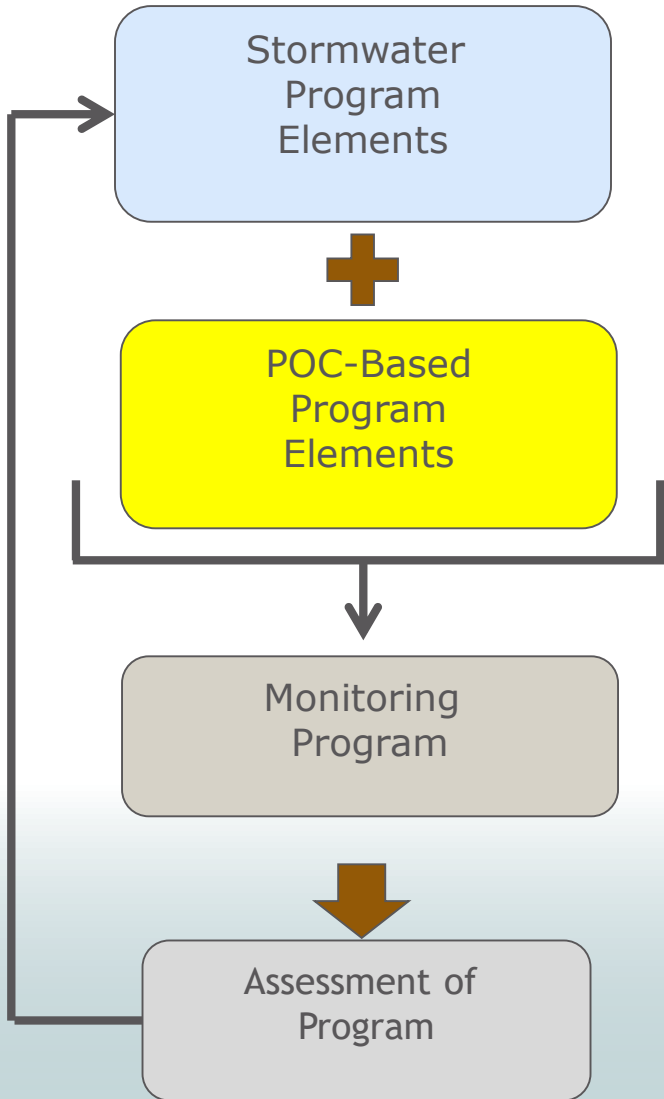 Stormwater
Program
Elements
POC-Based
Program
Elements
Monitoring
Program
Assessment of
Program